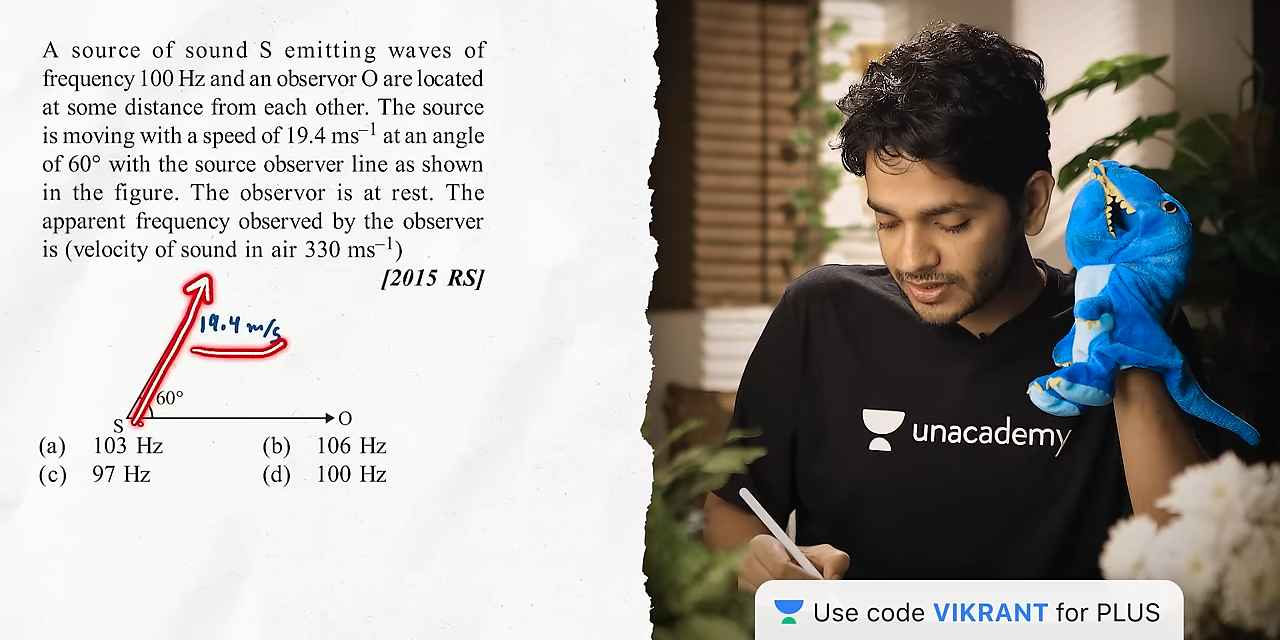 A source of sound S emitting waves of
frequency 100 Hz and an observor O are located
at some distance from each other. The source
is moving with a speed of 19.4 ms⁻¹ at an angle
of 60° with the source observer line as shown
in the figure. The observor is at rest. The
apparent frequency observed by the observer
is (velocity of sound in air 330 ms⁻¹)
[2015 RS]
19.4 m/s
60°
S
O
(a) 103 Hz (b) 106 Hz
(c) 97 Hz (d) 100 Hz
unacademy
Use code VIKRANT for PLUS